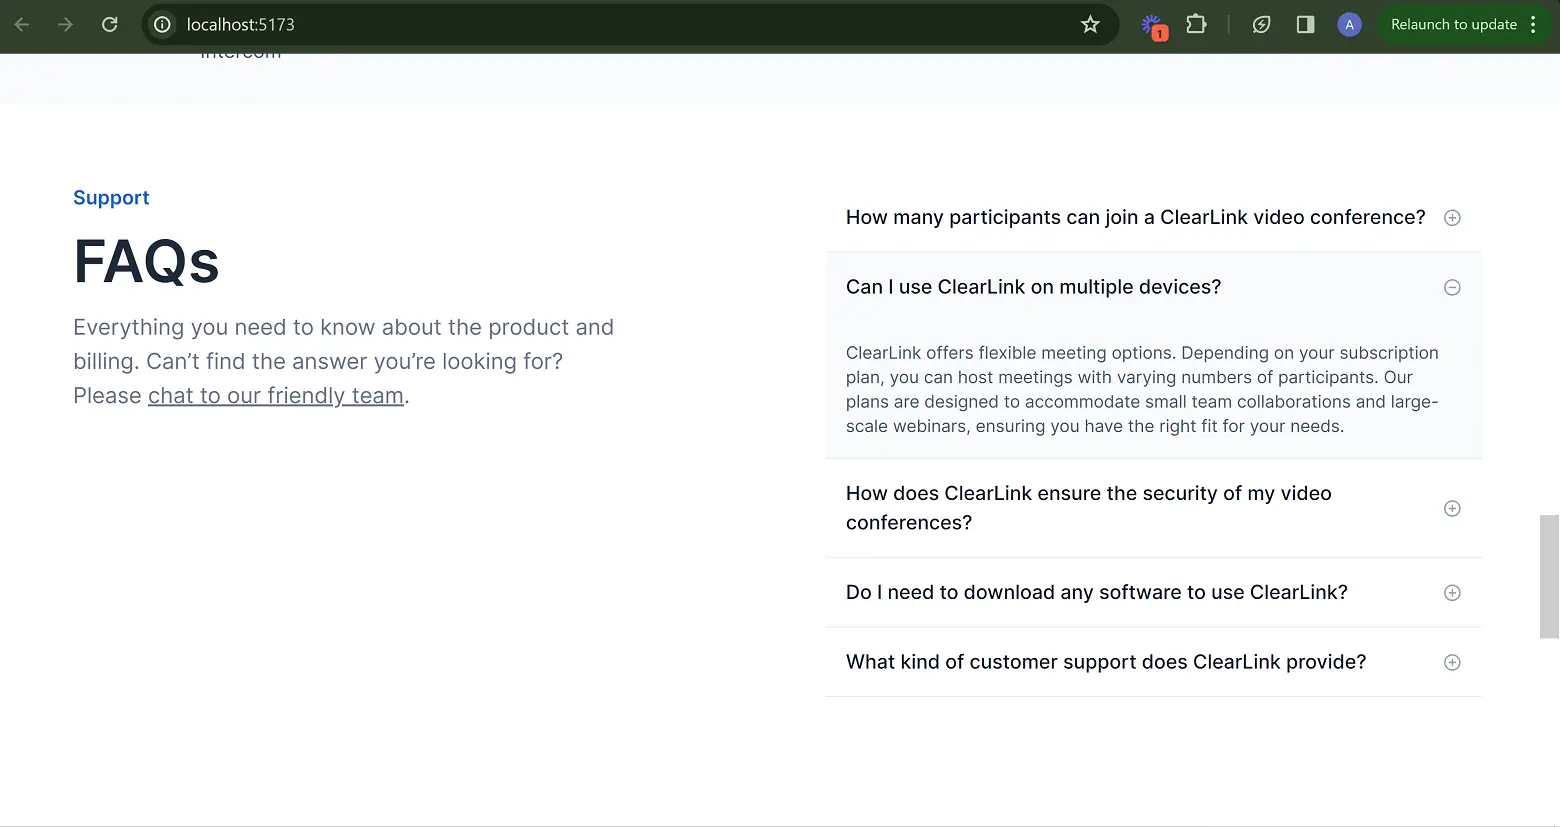 localhost:5173
1
A
Relaunch to update
Intercom
Support
FAQs
Everything you need to know about the product and
billing. Can’t find the answer you’re looking for?
Please chat to our friendly team.
How many participants can join a ClearLink video conference?
Can I use ClearLink on multiple devices?
ClearLink offers flexible meeting options. Depending on your subscription
plan, you can host meetings with varying numbers of participants. Our
plans are designed to accommodate small team collaborations and large-
scale webinars, ensuring you have the right fit for your needs.
How does ClearLink ensure the security of my video
conferences?
Do I need to download any software to use ClearLink?
What kind of customer support does ClearLink provide?